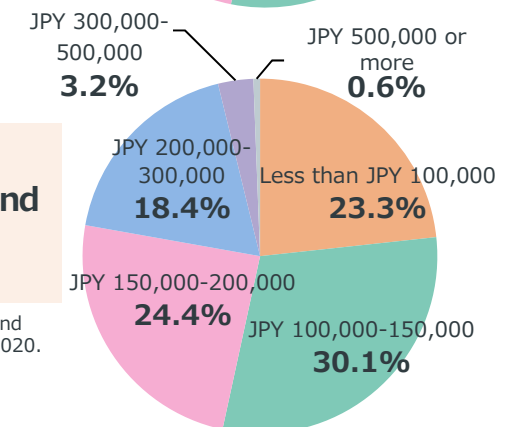 JPY 300,000-
500,000
3.2%
JPY 500,000 or
more
0.6%
JPY 200,000-
300,000
18.4%
Less than JPY 100,000
23.3%
JPY 150,000-200,000
24.4%
JPY 100,000-150,000
30.1%
nd
nd
020.